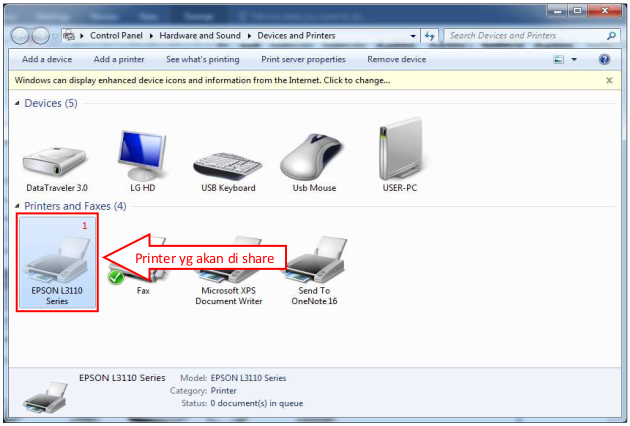 Control Panel ▸ Hardware and Sound ▸ Devices and Printers
Search Devices and Printers
Add a device Add a printer See what's printing Print server properties Remove device
Windows can display enhanced device icons and information from the Internet. Click to change...
Devices (5)
DataTraveler 3.0 LG HD USB Keyboard Usb Mouse USER-PC
Printers and Faxes (4)
1
Printer yg akan di share
EPSON L3110 Series
Fax
Microsoft XPS Document Writer
Send To OneNote 16
EPSON L3110 Series Model: EPSON L3110 Series
Category: Printer
Status: 0 document(s) in queue